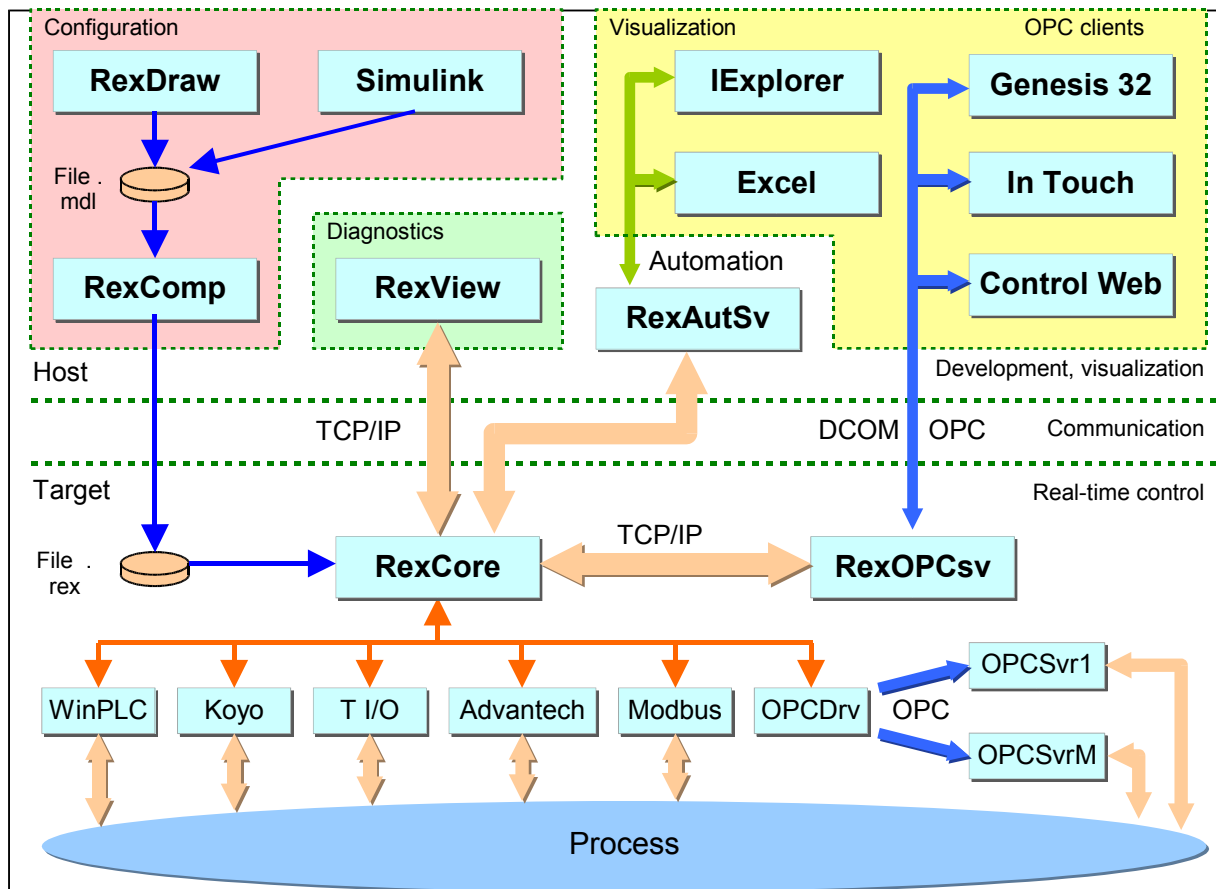 Configuration
Visualization
OPC clients
RexDraw
Simulink
IExplorer
Genesis 32
File .
mdl
Excel
In Touch
Diagnostics
RexComp
RexView
Automation
RexAutSv
Control Web
Host
Development, visualization
TCP/IP
DCOM
OPC
Communication
Target
Real-time control
File .
rex
RexCore
TCP/IP
RexOPCsv
WinPLC
Koyo
T I/O
Advantech
Modbus
OPCDrv
OPC
OPCSvr1
OPCSvrM
Process